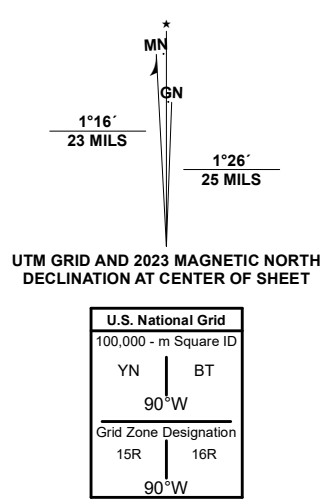 ★
MN
GN
1°16´
23 MILS
1°26´
25 MILS
UTM GRID AND 2023 MAGNETIC NORTH
DECLINATION AT CENTER OF SHEET
U.S. National Grid
100,000 - m Square ID
YN BT
90°W
Grid Zone Designation
15R 16R
90°W